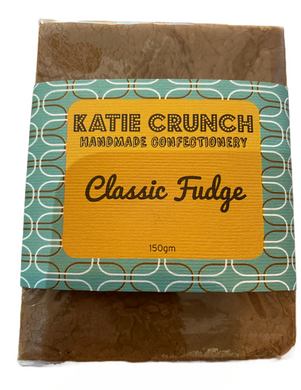 KATIE CRUNCH
HANDMADE CONFECTIONERY
Classic Fudge
150gm